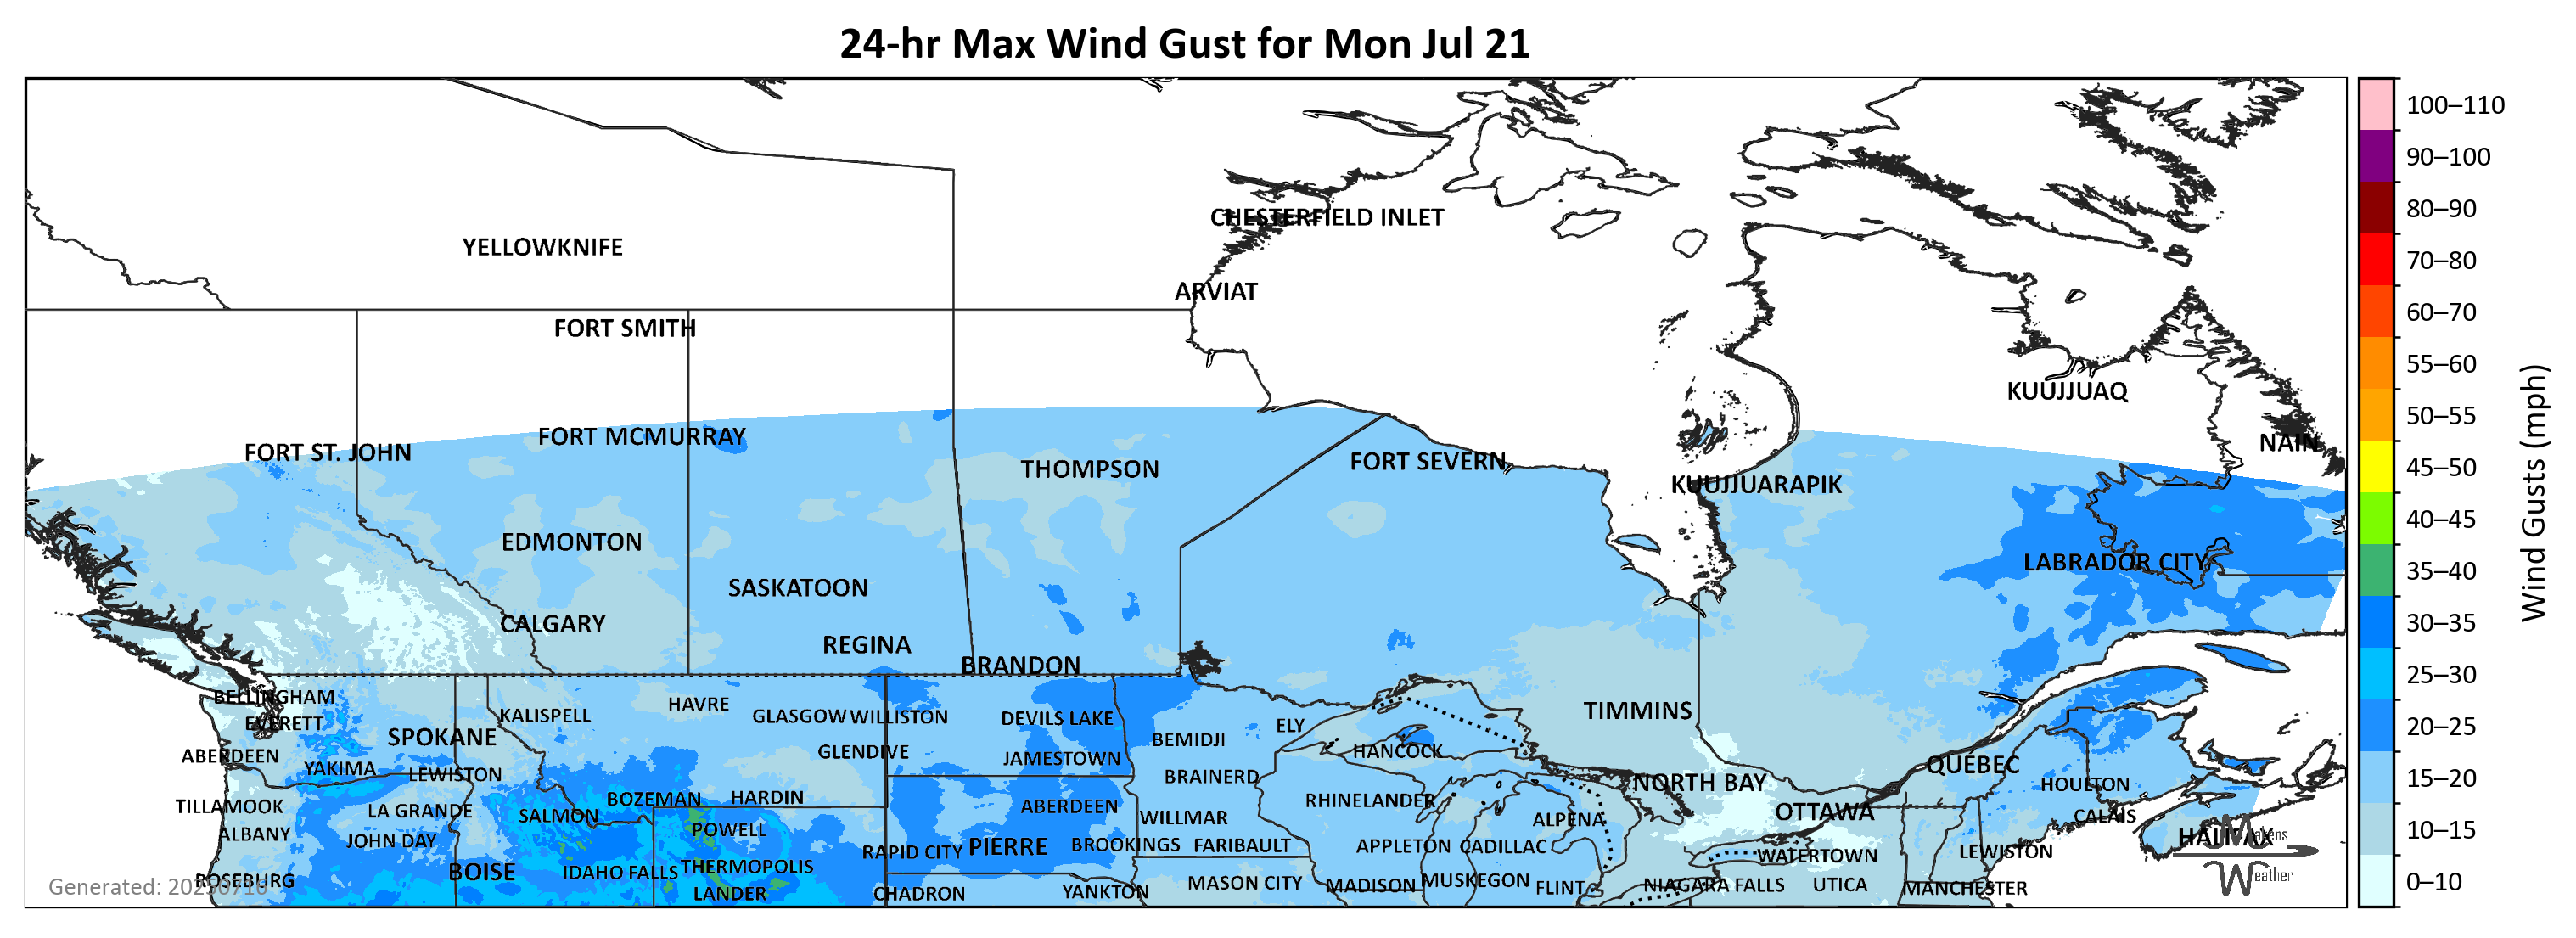 24-hr Max Wind Gust for Mon Jul 21
100–110
90–100
80–90
70–80
60–70
55–60
50–55
45–50
40–45
35–40
30–35
25–30
20–25
15–20
10–15
0–10
Wind Gusts (mph)
CHESTERFIELD INLET
YELLOWKNIFE
ARVIAT
FORT SMITH
KUUJJUAQ
FORT MCMURRAY
NAIN
FORT ST. JOHN
FORT SEVERN
THOMPSON
KUUJJUARAPIK
EDMONTON
LABRADOR CITY
SASKATOON
CALGARY
REGINA
BRANDON
BELLINGHAM
HAVRE
TIMMINS
KALISPELL
GLASGOW
WILLISTON
DEVILS LAKE
EVERETT
ELY
SPOKANE
BEMIDJI
GLENDIVE
HANCOCK
ABERDEEN
JAMESTOWN
QUÉBEC
YAKIMA
LEWISTON
BRAINERD
NORTH BAY
HOULTON
BOZEMAN
HARDIN
RHINELANDER
TILLAMOOK
ABERDEEN
LA GRANDE
OTTAWA
SALMON
WILLMAR
CALAIS
ALPENA
POWELL
ALBANY
HALIFAX
Makens
JOHN DAY
BROOKINGS
FARIBAULT
APPLETON
CADILLAC
PIERRE
RAPID CITY
LEWISTON
WATERTOWN
THERMOPOLIS
BOISE
IDAHO FALLS
Weather
ROSEBURG
MUSKEGON
MASON CITY
MADISON
NIAGARA FALLS
UTICA
Generated: 20250716
FLINT
MANCHESTER
YANKTON
LANDER
CHADRON